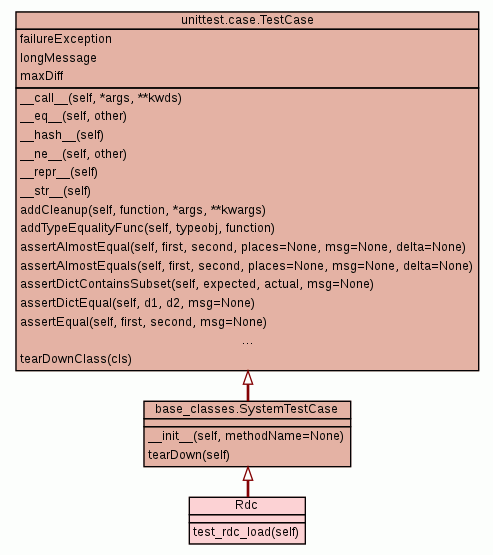 unittest.case.TestCase
failureException
longMessage
maxDiff
__call__(self, *args, **kwds)
__eq__(self, other)
__hash__(self)
__ne__(self, other)
__repr__(self)
__str__(self)
addCleanup(self, function, *args, **kwargs)
addTypeEqualityFunc(self, typeobj, function)
assertAlmostEqual(self, first, second, places=None, msg=None, delta=None)
assertAlmostEquals(self, first, second, places=None, msg=None, delta=None)
assertDictContainsSubset(self, expected, actual, msg=None)
assertDictEqual(self, d1, d2, msg=None)
assertEqual(self, first, second, msg=None)
...
tearDownClass(cls)
base_classes.SystemTestCase
__init__(self, methodName=None)
tearDown(self)
Rdc
test_rdc_load(self)